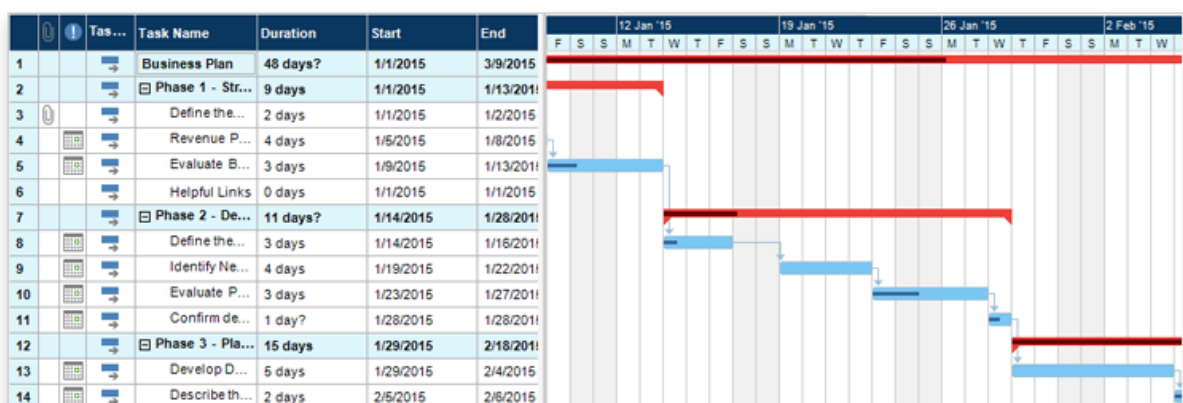 Tas... Task Name Duration Start End 12 Jan '15 19 Jan '15 26 Jan '15 2 Feb '15
F S S M T W T F S S M T W T F S S M T W T F S S M T W
1 Business Plan 48 days? 1/1/2015 3/9/2015
2 Phase 1 - Str... 9 days 1/1/2015 1/13/201
3 Define the... 2 days 1/1/2015 1/2/2015
4 Revenue P... 4 days 1/5/2015 1/8/2015
5 Evaluate B... 3 days 1/9/2015 1/13/201
6 Helpful Links 0 days 1/1/2015 1/1/2015
7 Phase 2 - De... 11 days? 1/14/2015 1/28/201
8 Define the... 3 days 1/14/2015 1/16/201
9 Identify Ne... 4 days 1/19/2015 1/22/201
10 Evaluate P... 3 days 1/23/2015 1/27/201
11 Confirm de... 1 day? 1/28/2015 1/28/201
12 Phase 3 - Pla... 15 days 1/29/2015 2/18/201
13 Develop D... 5 days 1/29/2015 2/4/2015
14 Describe th... 2 days 2/5/2015 2/6/2015